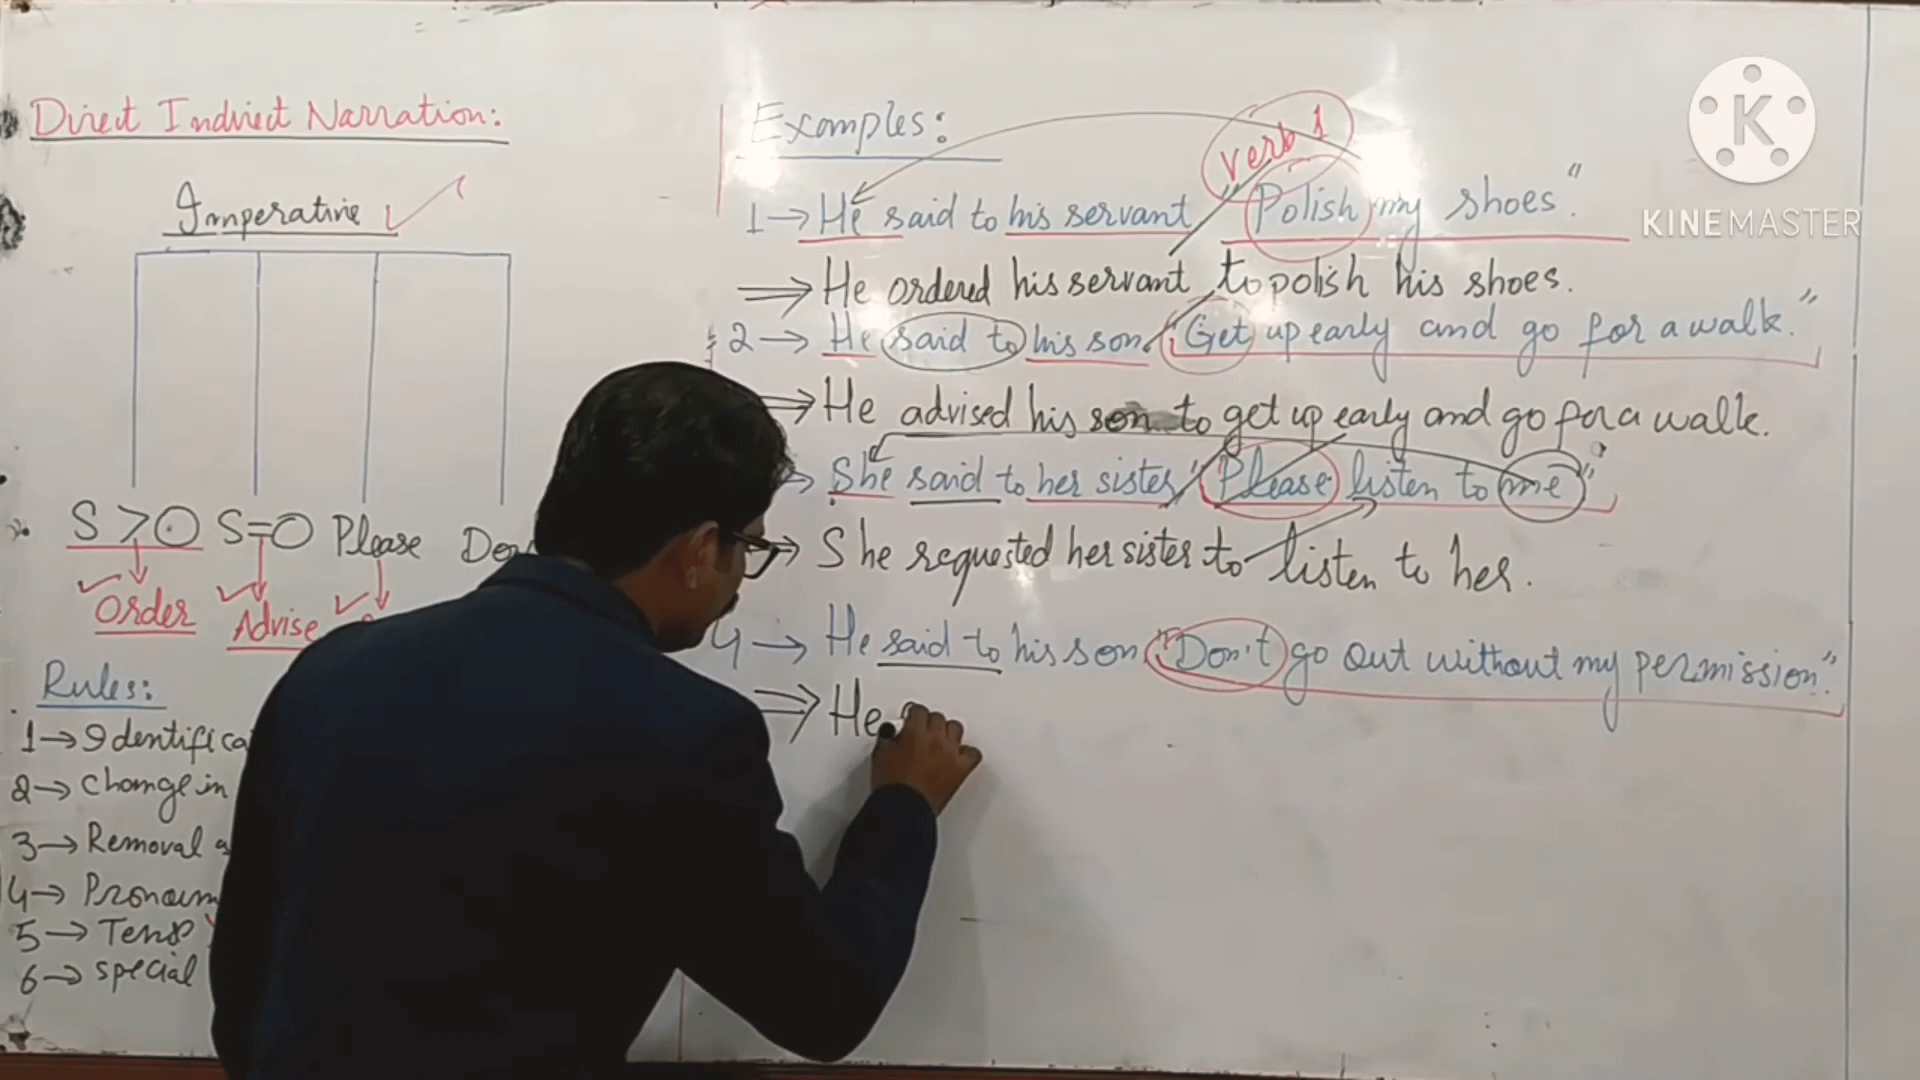 Direct Indirect Narration:
Imperative ✓
S > O S = O Please
Order Advise
Rules:
1 → Identifica
2 → Change in
3 → Removal
4 → Pronoun
5 → Tense
6 → special
Examples:
verb 1
1 → He said to his servant "Polish my shoes".
⇒ He ordered his servant to polish his shoes.
2 → He said to his son "Get up early and go for a walk."
⇒ He advised his son to get up early and go for a walk.
→ She said to her sister "Please listen to me"
⇒ She requested her sister to listen to her.
4 → He said to his son "Don't go out without my permission".
⇒ He
K
KINEMASTER